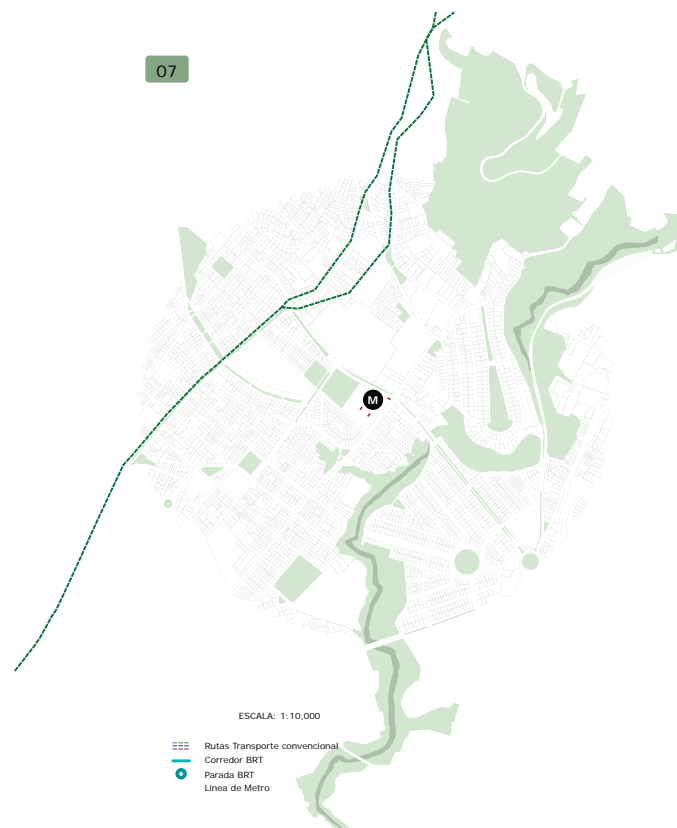 07
M
ESCALA: 1:10,000
Rutas Transporte convencional
Corredor BRT
Parada BRT
Línea de Metro